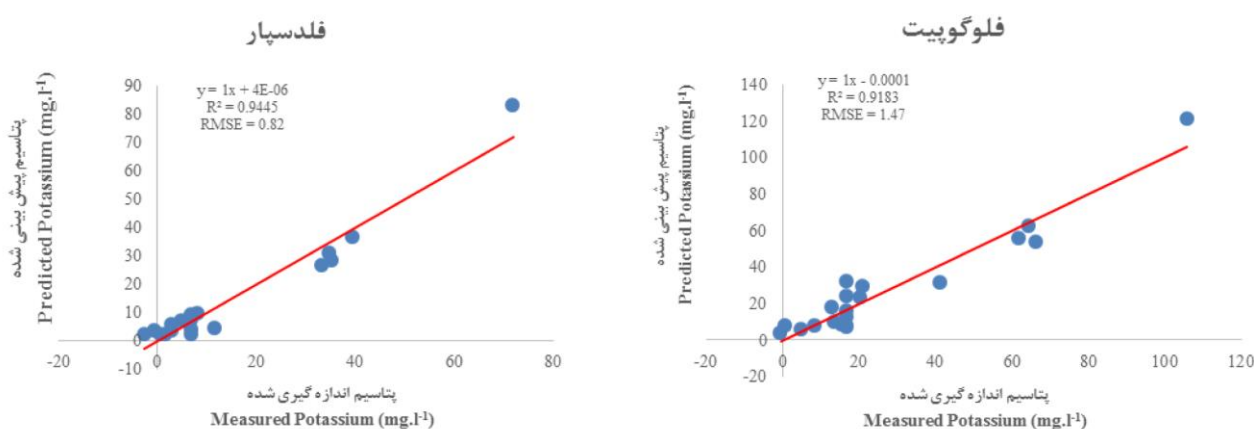 فلدسپار
y = 1x + 4E-06
R² = 0.9445
RMSE = 0.82
پتاسیم پیش بینی شده
Predicted Potassium (mg.l-1)
90
80
70
60
50
40
30
20
10
0
-10
-20
0
20
40
60
80
پتاسیم اندازه گیری شده
Measured Potassium (mg.l-1)
فلوگوپیت
y = 1x - 0.0001
R² = 0.9183
RMSE = 1.47
پتاسیم پیش بینی شده
Predicted Potassium (mg.l-1)
140
120
100
80
60
40
20
0
-20
-20
0
20
40
60
80
100
120
پتاسیم اندازه گیری شده
Measured Potassium (mg.l-1)